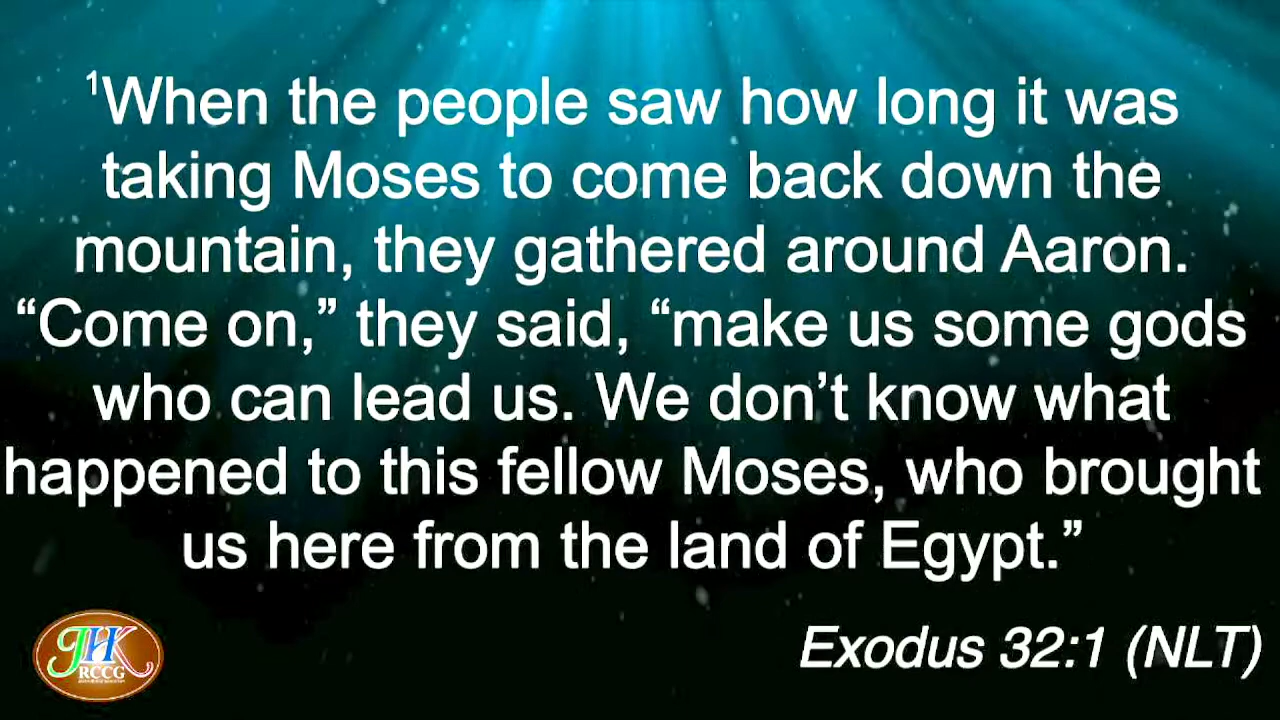 ¹When the people saw how long it was
taking Moses to come back down the
mountain, they gathered around Aaron.
“Come on,” they said, “make us some gods
who can lead us. We don’t know what
happened to this fellow Moses, who brought
us here from the land of Egypt.”
Exodus 32:1 (NLT)
JHK
RCCG